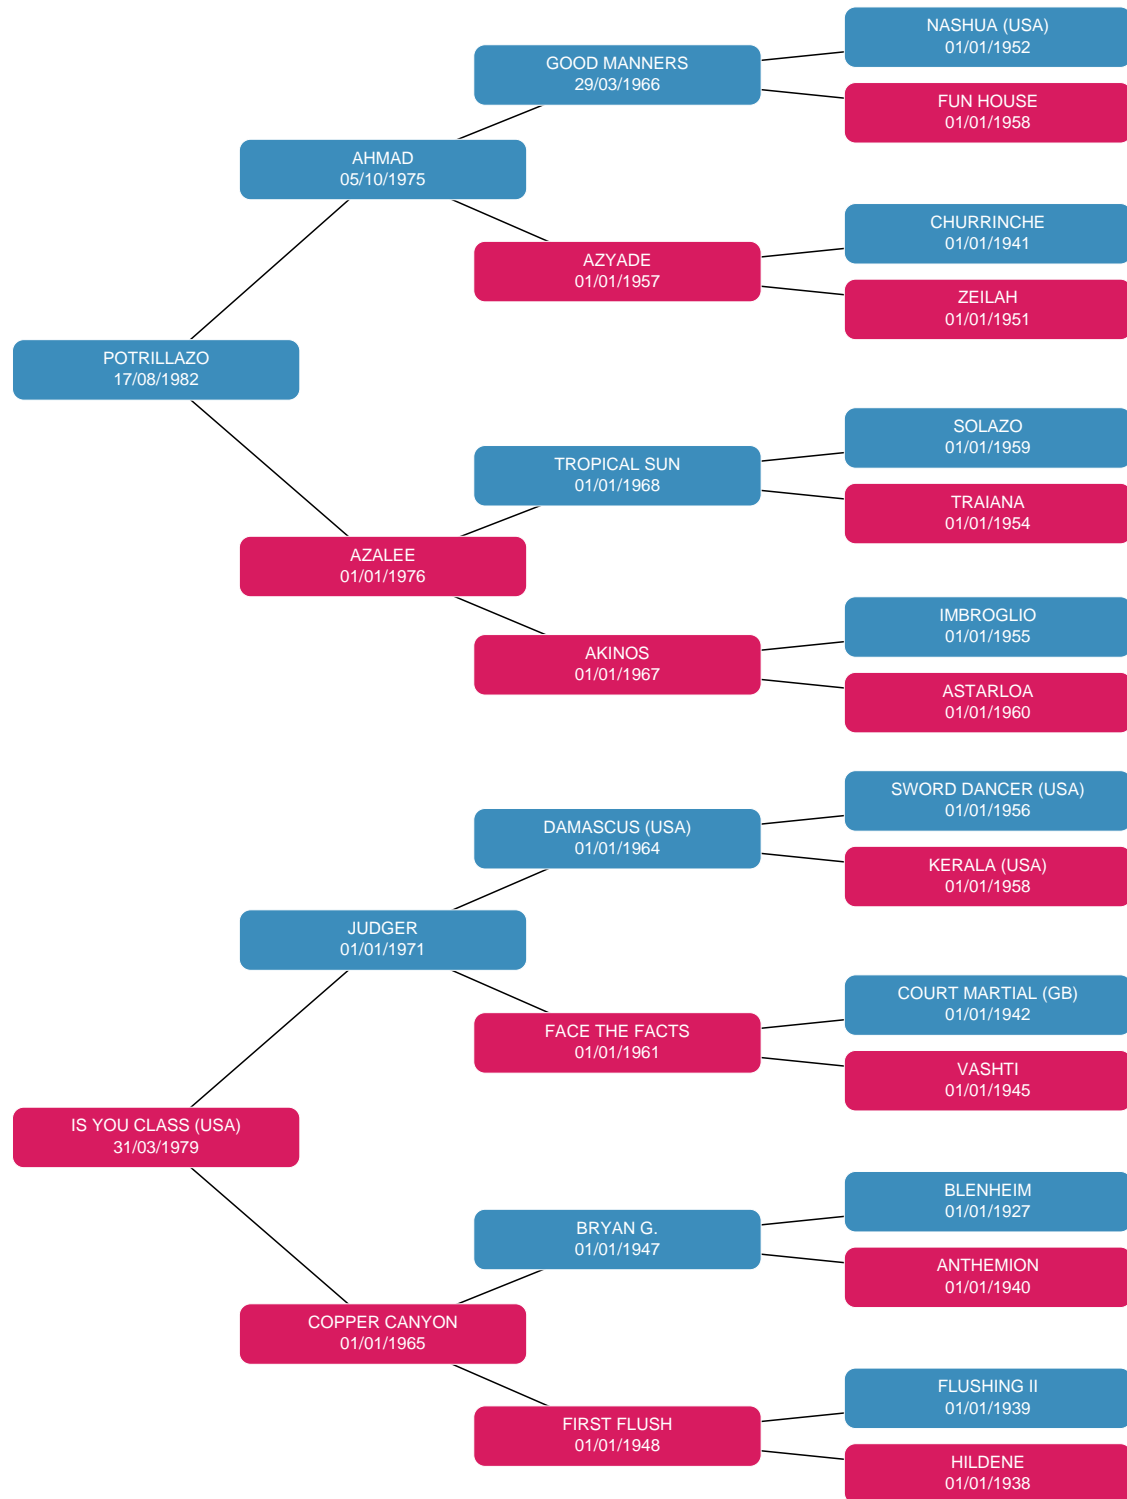 NASHUA (USA)
01/01/1952
GOOD MANNERS
29/03/1966
FUN HOUSE
01/01/1958
AHMAD
05/10/1975
CHURRINCHE
01/01/1941
AZYADE
01/01/1957
ZEILAH
01/01/1951
POTRILLAZO
17/08/1982
SOLAZO
01/01/1959
TROPICAL SUN
01/01/1968
TRAIANA
01/01/1954
AZALEE
01/01/1976
IMBROGLIO
01/01/1955
AKINOS
01/01/1967
ASTARLOA
01/01/1960
SWORD DANCER (USA)
01/01/1956
DAMASCUS (USA)
01/01/1964
KERALA (USA)
01/01/1958
JUDGER
01/01/1971
COURT MARTIAL (GB)
01/01/1942
FACE THE FACTS
01/01/1961
VASHTI
01/01/1945
IS YOU CLASS (USA)
31/03/1979
BLENHEIM
01/01/1927
BRYAN G.
01/01/1947
ANTHEMION
01/01/1940
COPPER CANYON
01/01/1965
FLUSHING II
01/01/1939
FIRST FLUSH
01/01/1948
HILDENE
01/01/1938